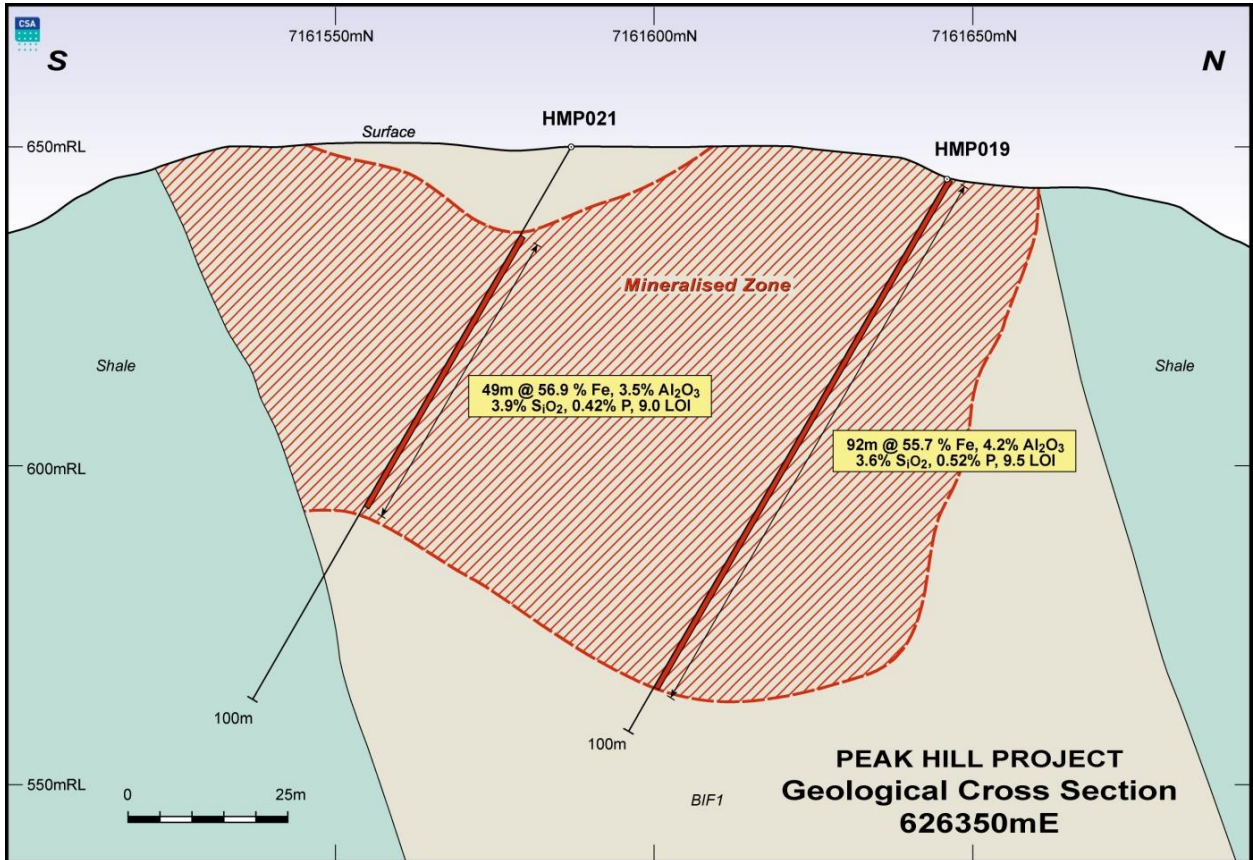 CSA
7161550mN
7161600mN
7161650mN
S
N
HMP021
Surface
650mRL
HMP019
Mineralised Zone
Shale
Shale
49m @ 56.9 % Fe, 3.5% Al₂O₃
3.9% SᵢO₂, 0.42% P, 9.0 LOI
92m @ 55.7 % Fe, 4.2% Al₂O₃
3.6% SᵢO₂, 0.52% P, 9.5 LOI
600mRL
100m
100m
PEAK HILL PROJECT
Geological Cross Section
626350mE
550mRL
0
25m
BIF1